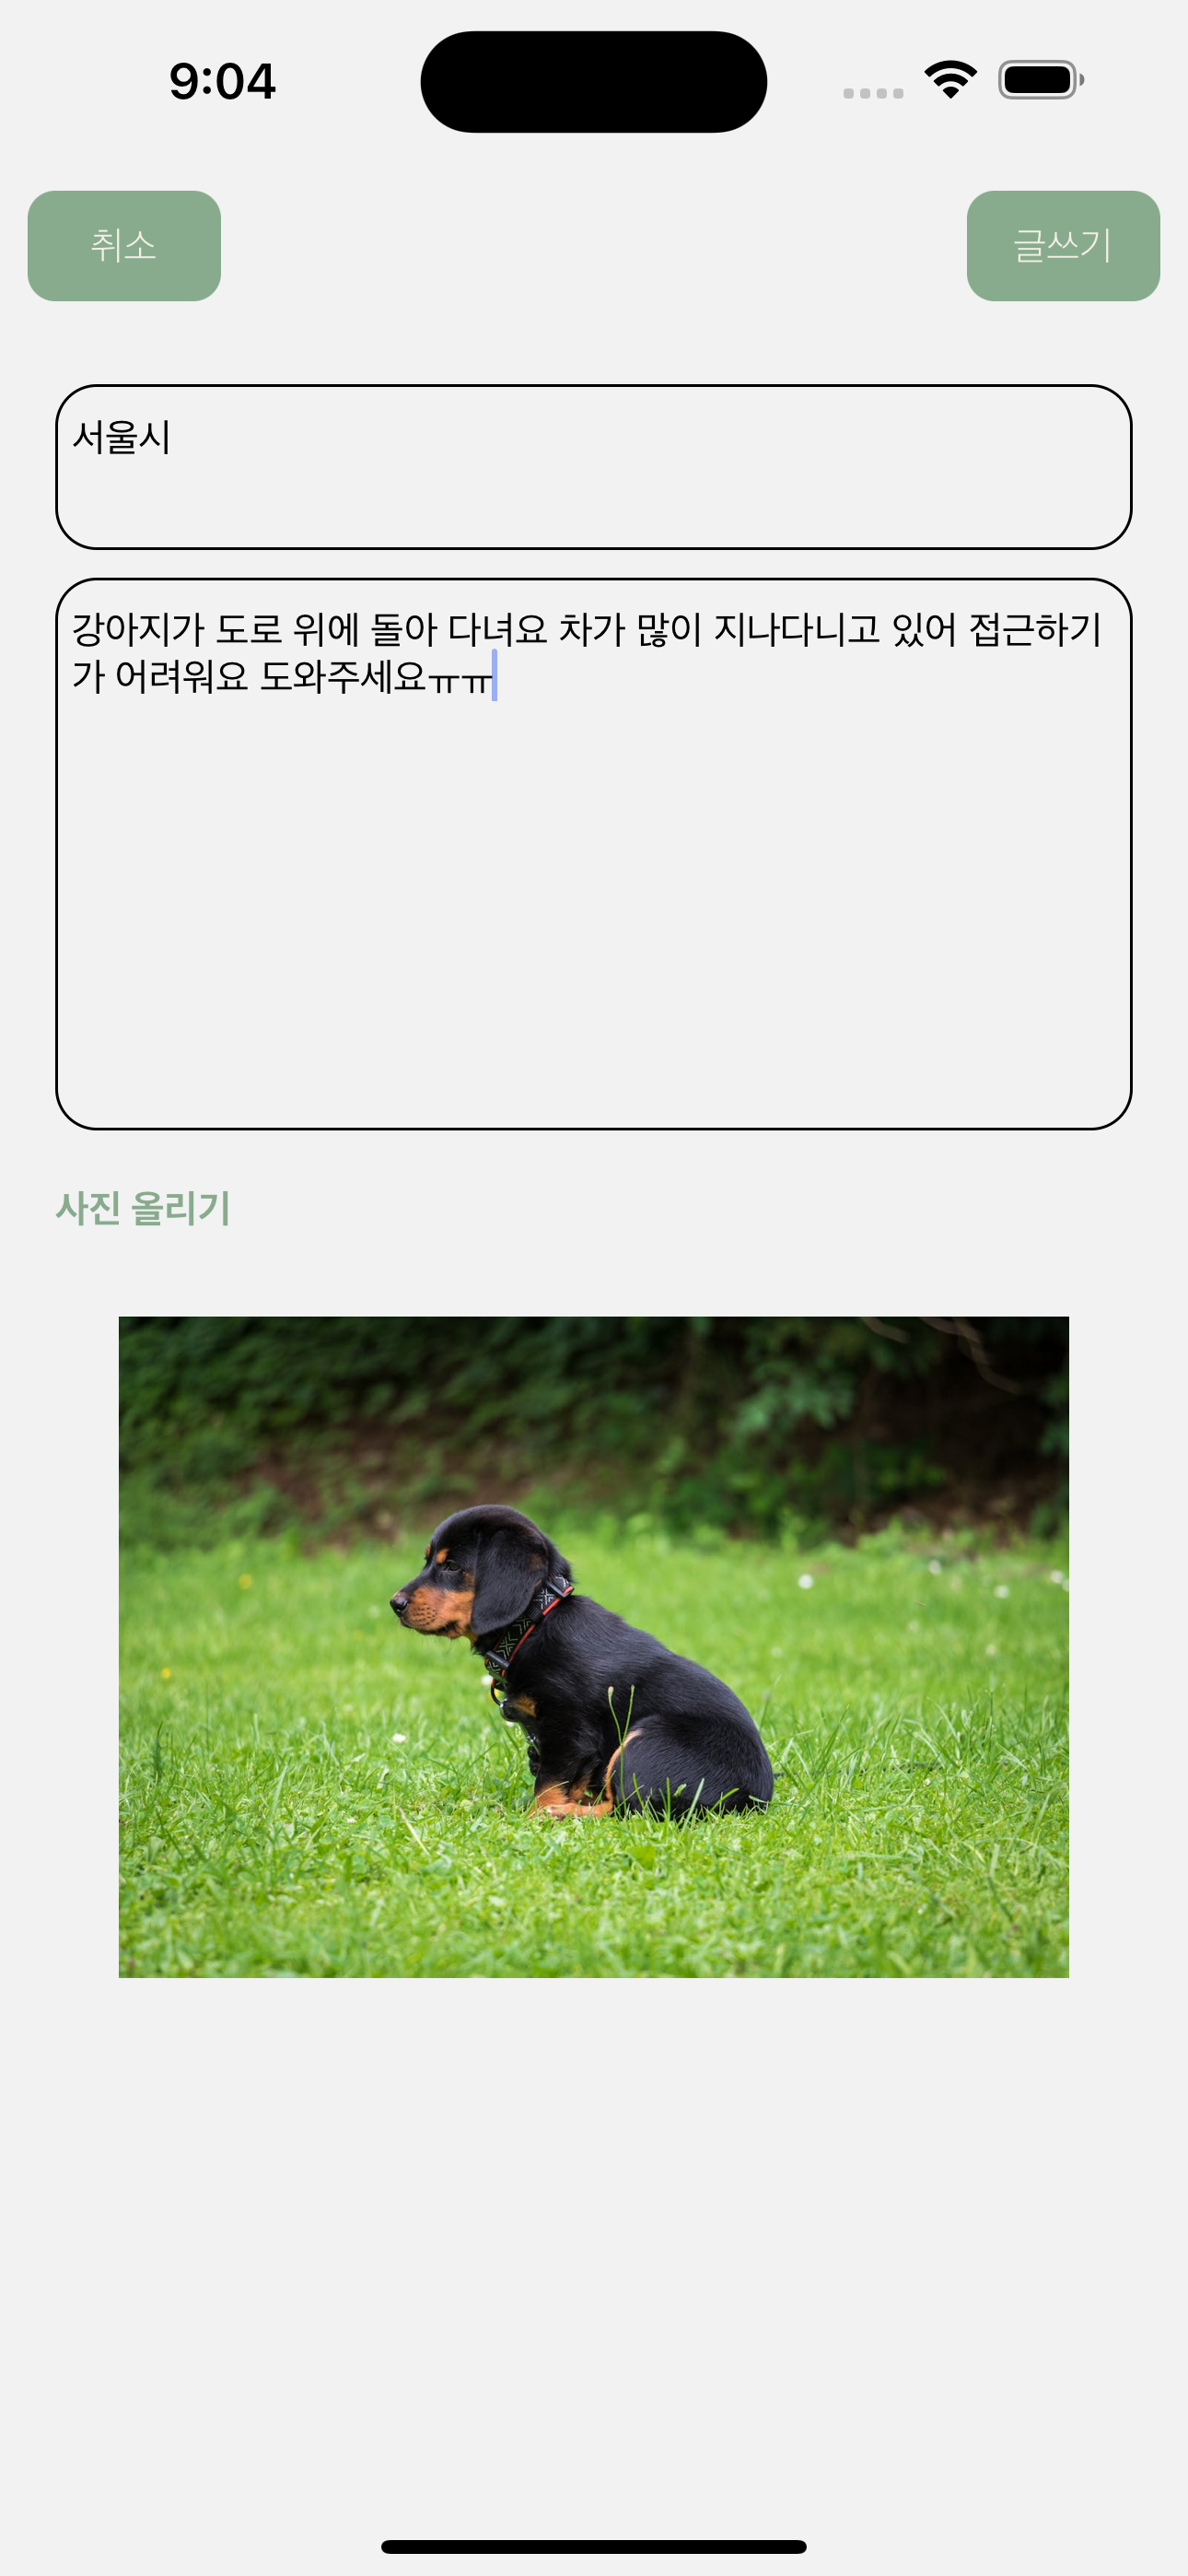 9:04
취소
글쓰기
서울시
강아지가 도로 위에 돌아 다녀요 차가 많이 지나다니고 있어 접근하기
가 어려워요 도와주세요ㅠㅠ
사진 올리기